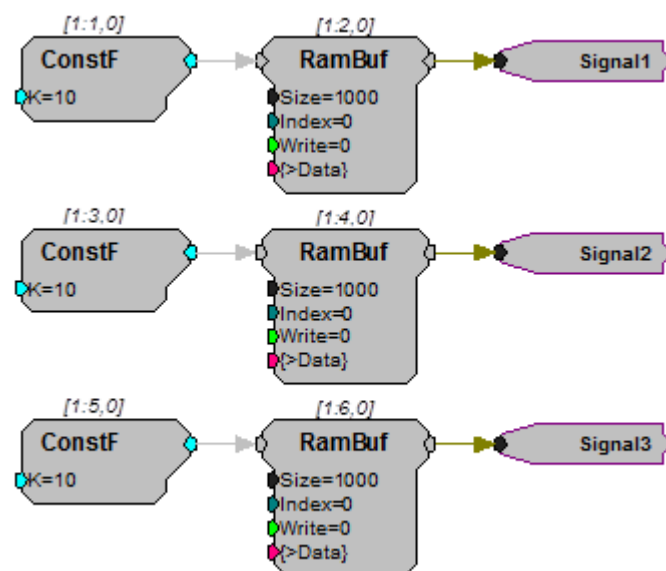 [1:1,0] [1:2,0]
ConstF RamBuf Signal1
K=10 Size=1000
Index=0
Write=0
{>Data}
[1:3,0] [1:4,0]
ConstF RamBuf Signal2
K=10 Size=1000
Index=0
Write=0
{>Data}
[1:5,0] [1:6,0]
ConstF RamBuf Signal3
K=10 Size=1000
Index=0
Write=0
{>Data}